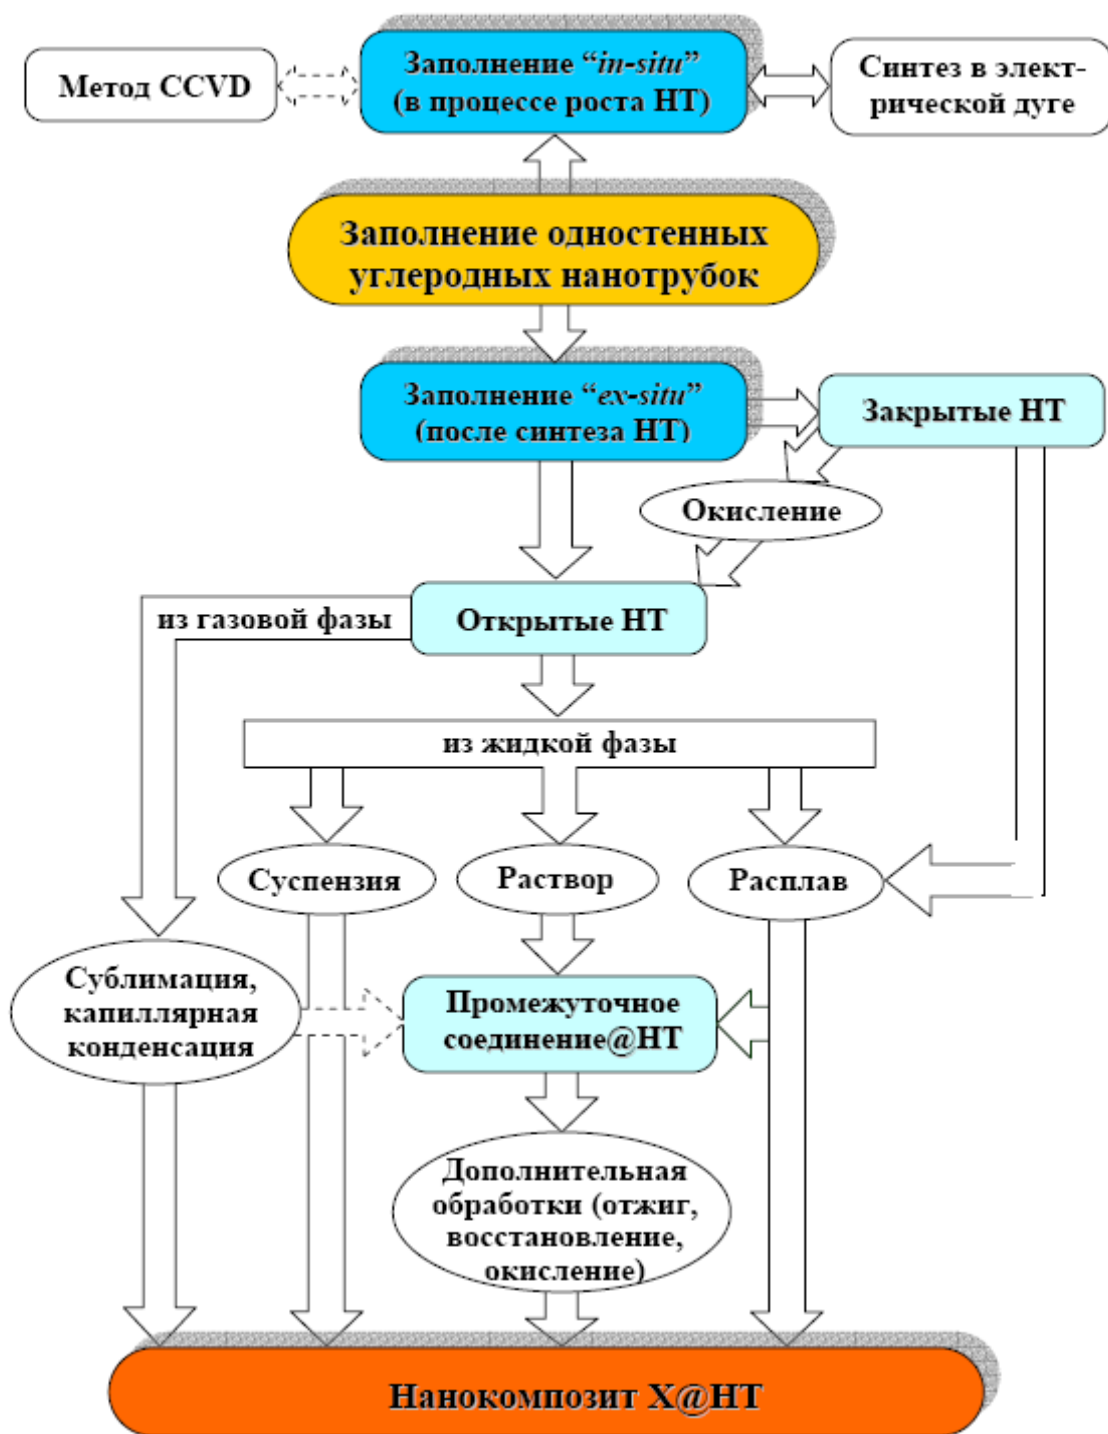 Метод CCVD
Заполнение “in-situ”
(в процессе роста НТ)
Синтез в элект-
рической дуге
Заполнение одностенных
углеродных нанотрубок
Заполнение “ex-situ”
(после синтеза НТ)
Закрытые НТ
Окисление
из газовой фазы
Открытые НТ
из жидкой фазы
Суспензия
Раствор
Расплав
Сублимация,
капиллярная
конденсация
Промежуточное
соединение@НТ
Дополнительная
обработки (отжиг,
восстановление,
окисление)
Нанокомпозит X@НТ